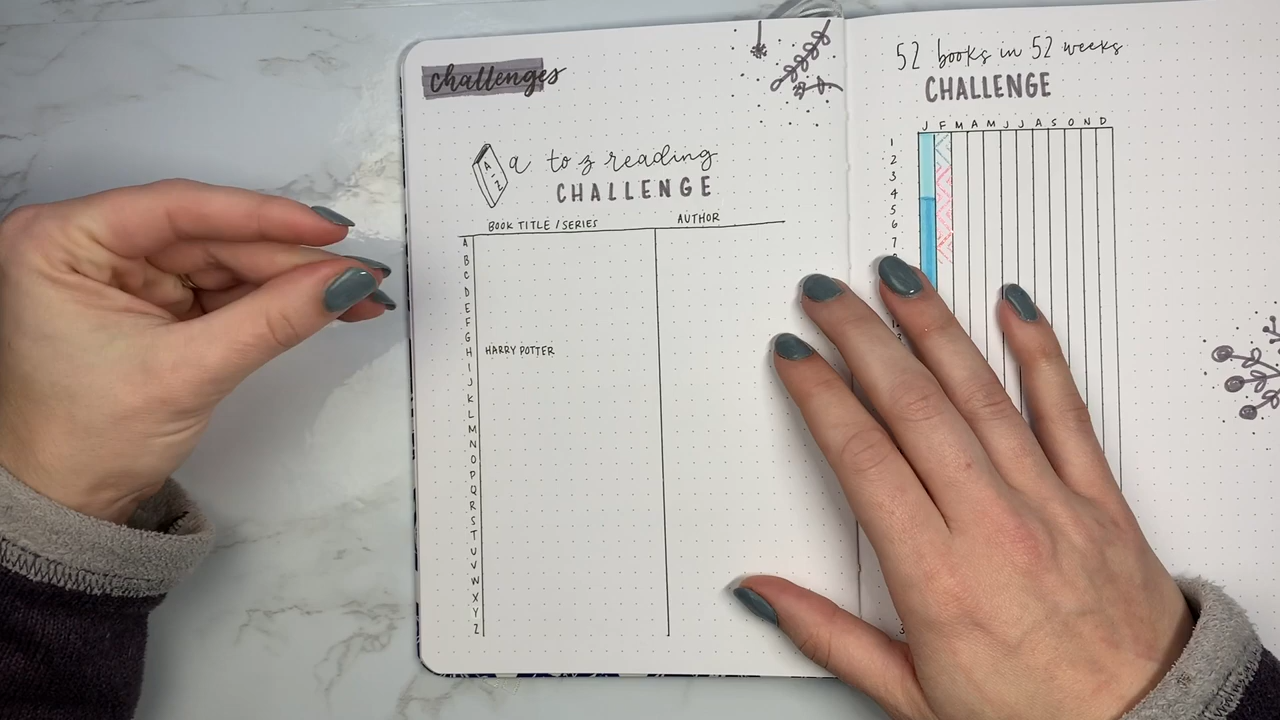 challenges
A - Z
a to z reading
CHALLENGE
BOOK TITLE / SERIES AUTHOR
A
B
C
D
E
F
G
H HARRY POTTER
I
J
K
L
M
N
O
P
Q
R
S
T
U
V
W
X
Y
Z
52 books in 52 weeks
CHALLENGE
J F M A M J J A S O N D
1
2
3
4
5
6
7